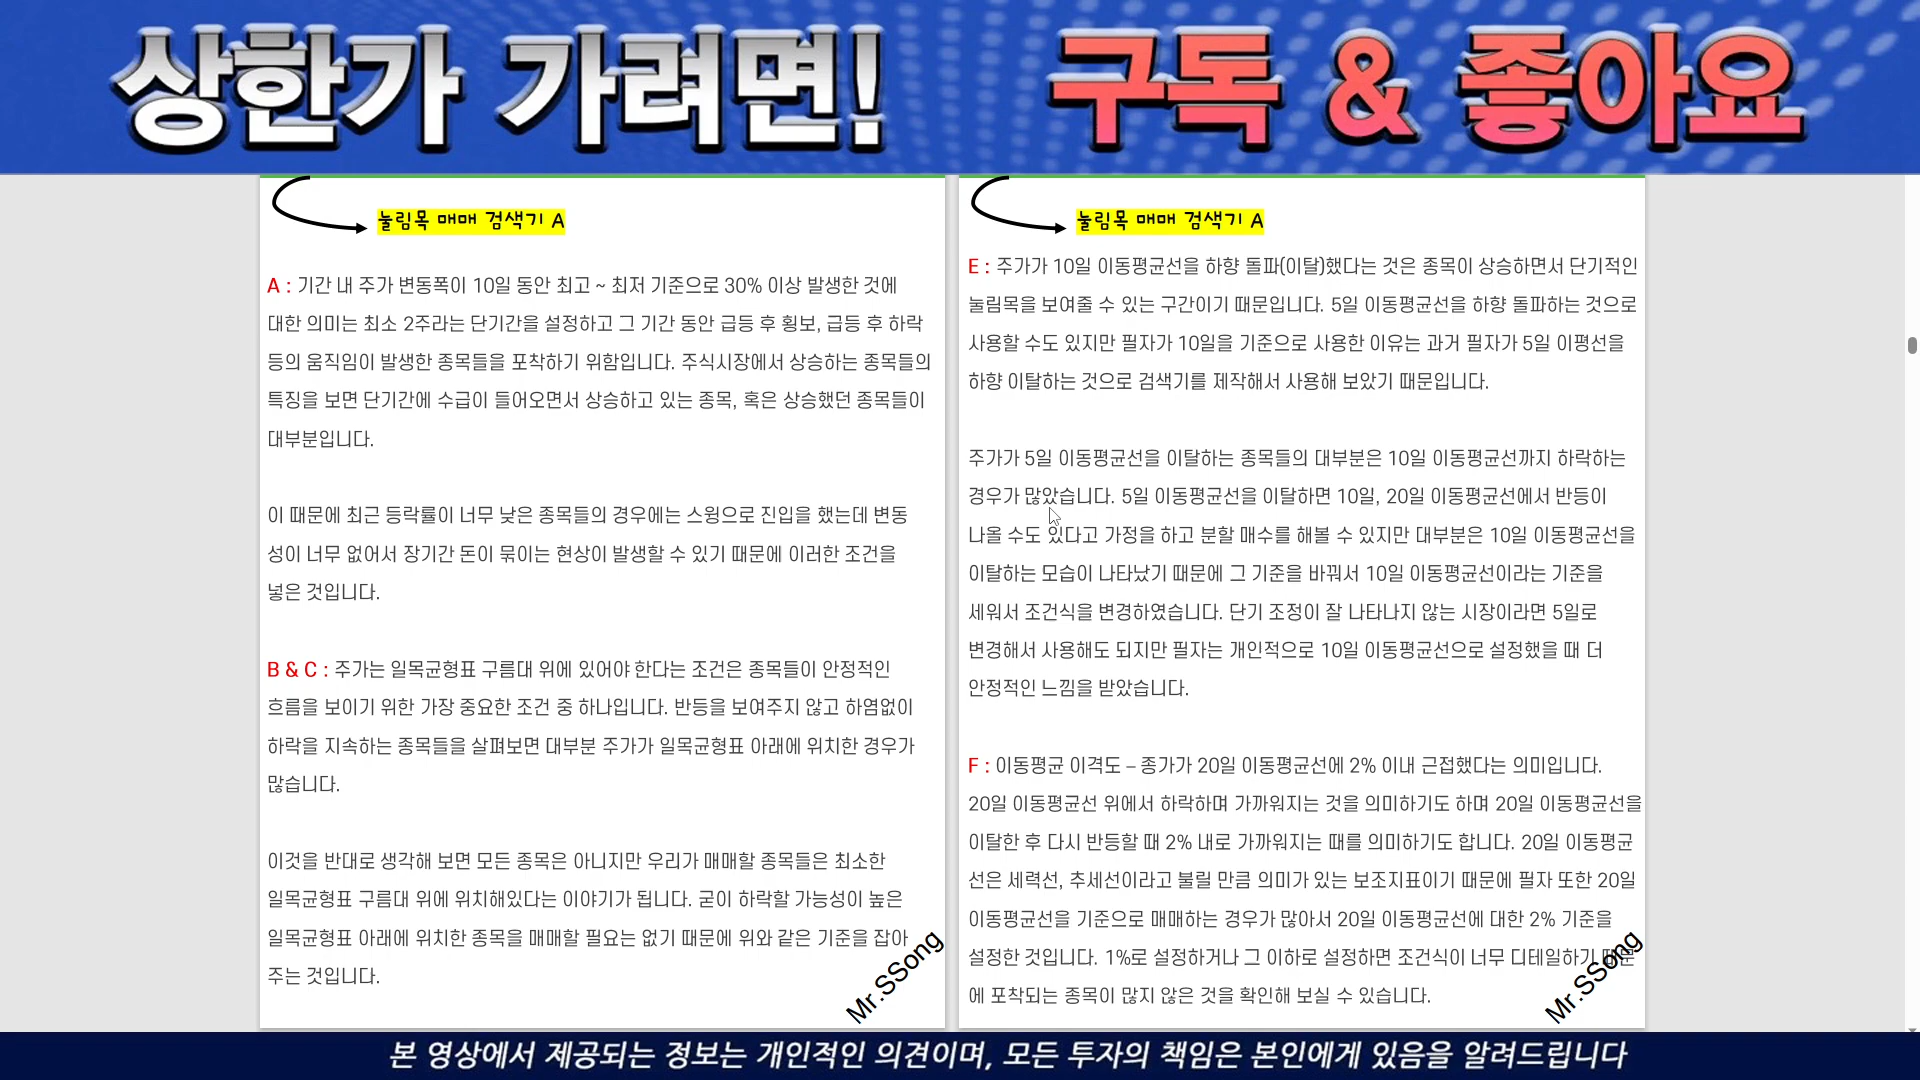 상한가 가려면! 구독 & 좋아요
눌림목 매매 검색기 A
A : 기간 내 주가 변동폭이 10일 동안 최고 ~ 최저 기준으로 30% 이상 발생한 것에
대한 의미는 최소 2주라는 단기간을 설정하고 그 기간 동안 급등 후 횡보, 급등 후 하락
등의 움직임이 발생한 종목들을 포착하기 위함입니다. 주식시장에서 상승하는 종목들의
특징을 보면 단기간에 수급이 들어오면서 상승하고 있는 종목, 혹은 상승했던 종목들이
대부분입니다.
이 때문에 최근 등락률이 너무 낮은 종목들의 경우에는 스윙으로 진입을 했는데 변동
성이 너무 없어서 장기간 돈이 묶이는 현상이 발생할 수 있기 때문에 이러한 조건을
넣은 것입니다.
B & C : 주가는 일목균형표 구름대 위에 있어야 한다는 조건은 종목들이 안정적인
흐름을 보이기 위한 가장 중요한 조건 중 하나입니다. 반등을 보여주지 않고 하염없이
하락을 지속하는 종목들을 살펴보면 대부분 주가가 일목균형표 아래에 위치한 경우가
많습니다.
이것을 반대로 생각해 보면 모든 종목은 아니지만 우리가 매매할 종목들은 최소한
일목균형표 구름대 위에 위치해있다는 이야기가 됩니다. 굳이 하락할 가능성이 높은
일목균형표 아래에 위치한 종목을 매매할 필요는 없기 때문에 위와 같은 기준을 잡아
주는 것입니다.
Mr.SSong
눌림목 매매 검색기 A
E : 주가가 10일 이동평균선을 하향 돌파(이탈)했다는 것은 종목이 상승하면서 단기적인
눌림목을 보여줄 수 있는 구간이기 때문입니다. 5일 이동평균선을 하향 돌파하는 것으로
사용할 수도 있지만 필자가 10일을 기준으로 사용한 이유는 과거 필자가 5일 이평선을
하향 이탈하는 것으로 검색기를 제작해서 사용해 보았기 때문입니다.
주가가 5일 이동평균선을 이탈하는 종목들의 대부분은 10일 이동평균선까지 하락하는
경우가 많았습니다. 5일 이동평균선을 이탈하면 10일, 20일 이동평균선에서 반등이
나올 수도 있다고 가정을 하고 분할 매수를 해볼 수 있지만 대부분은 10일 이동평균선을
이탈하는 모습이 나타났기 때문에 그 기준을 바꿔서 10일 이동평균선이라는 기준을
세워서 조건식을 변경하였습니다. 단기 조정이 잘 나타나지 않는 시장이라면 5일로
변경해서 사용해도 되지만 필자는 개인적으로 10일 이동평균선으로 설정했을 때 더
안정적인 느낌을 받았습니다.
F : 이동평균 이격도 – 종가가 20일 이동평균선에 2% 이내 근접했다는 의미입니다.
20일 이동평균선 위에서 하락하며 가까워지는 것을 의미하기도 하며 20일 이동평균선을
이탈한 후 다시 반등할 때 2% 내로 가까워지는 때를 의미하기도 합니다. 20일 이동평균
선은 세력선, 추세선이라고 불릴 만큼 의미가 있는 보조지표이기 때문에 필자 또한 20일
이동평균선을 기준으로 매매하는 경우가 많아서 20일 이동평균선에 대한 2% 기준을
설정한 것입니다. 1%로 설정하거나 그 이하로 설정하면 조건식이 너무 디테일하기 때문
에 포착되는 종목이 많지 않은 것을 확인해 보실 수 있습니다.
Mr.SSong
본 영상에서 제공되는 정보는 개인적인 의견이며, 모든 투자의 책임은 본인에게 있음을 알려드립니다